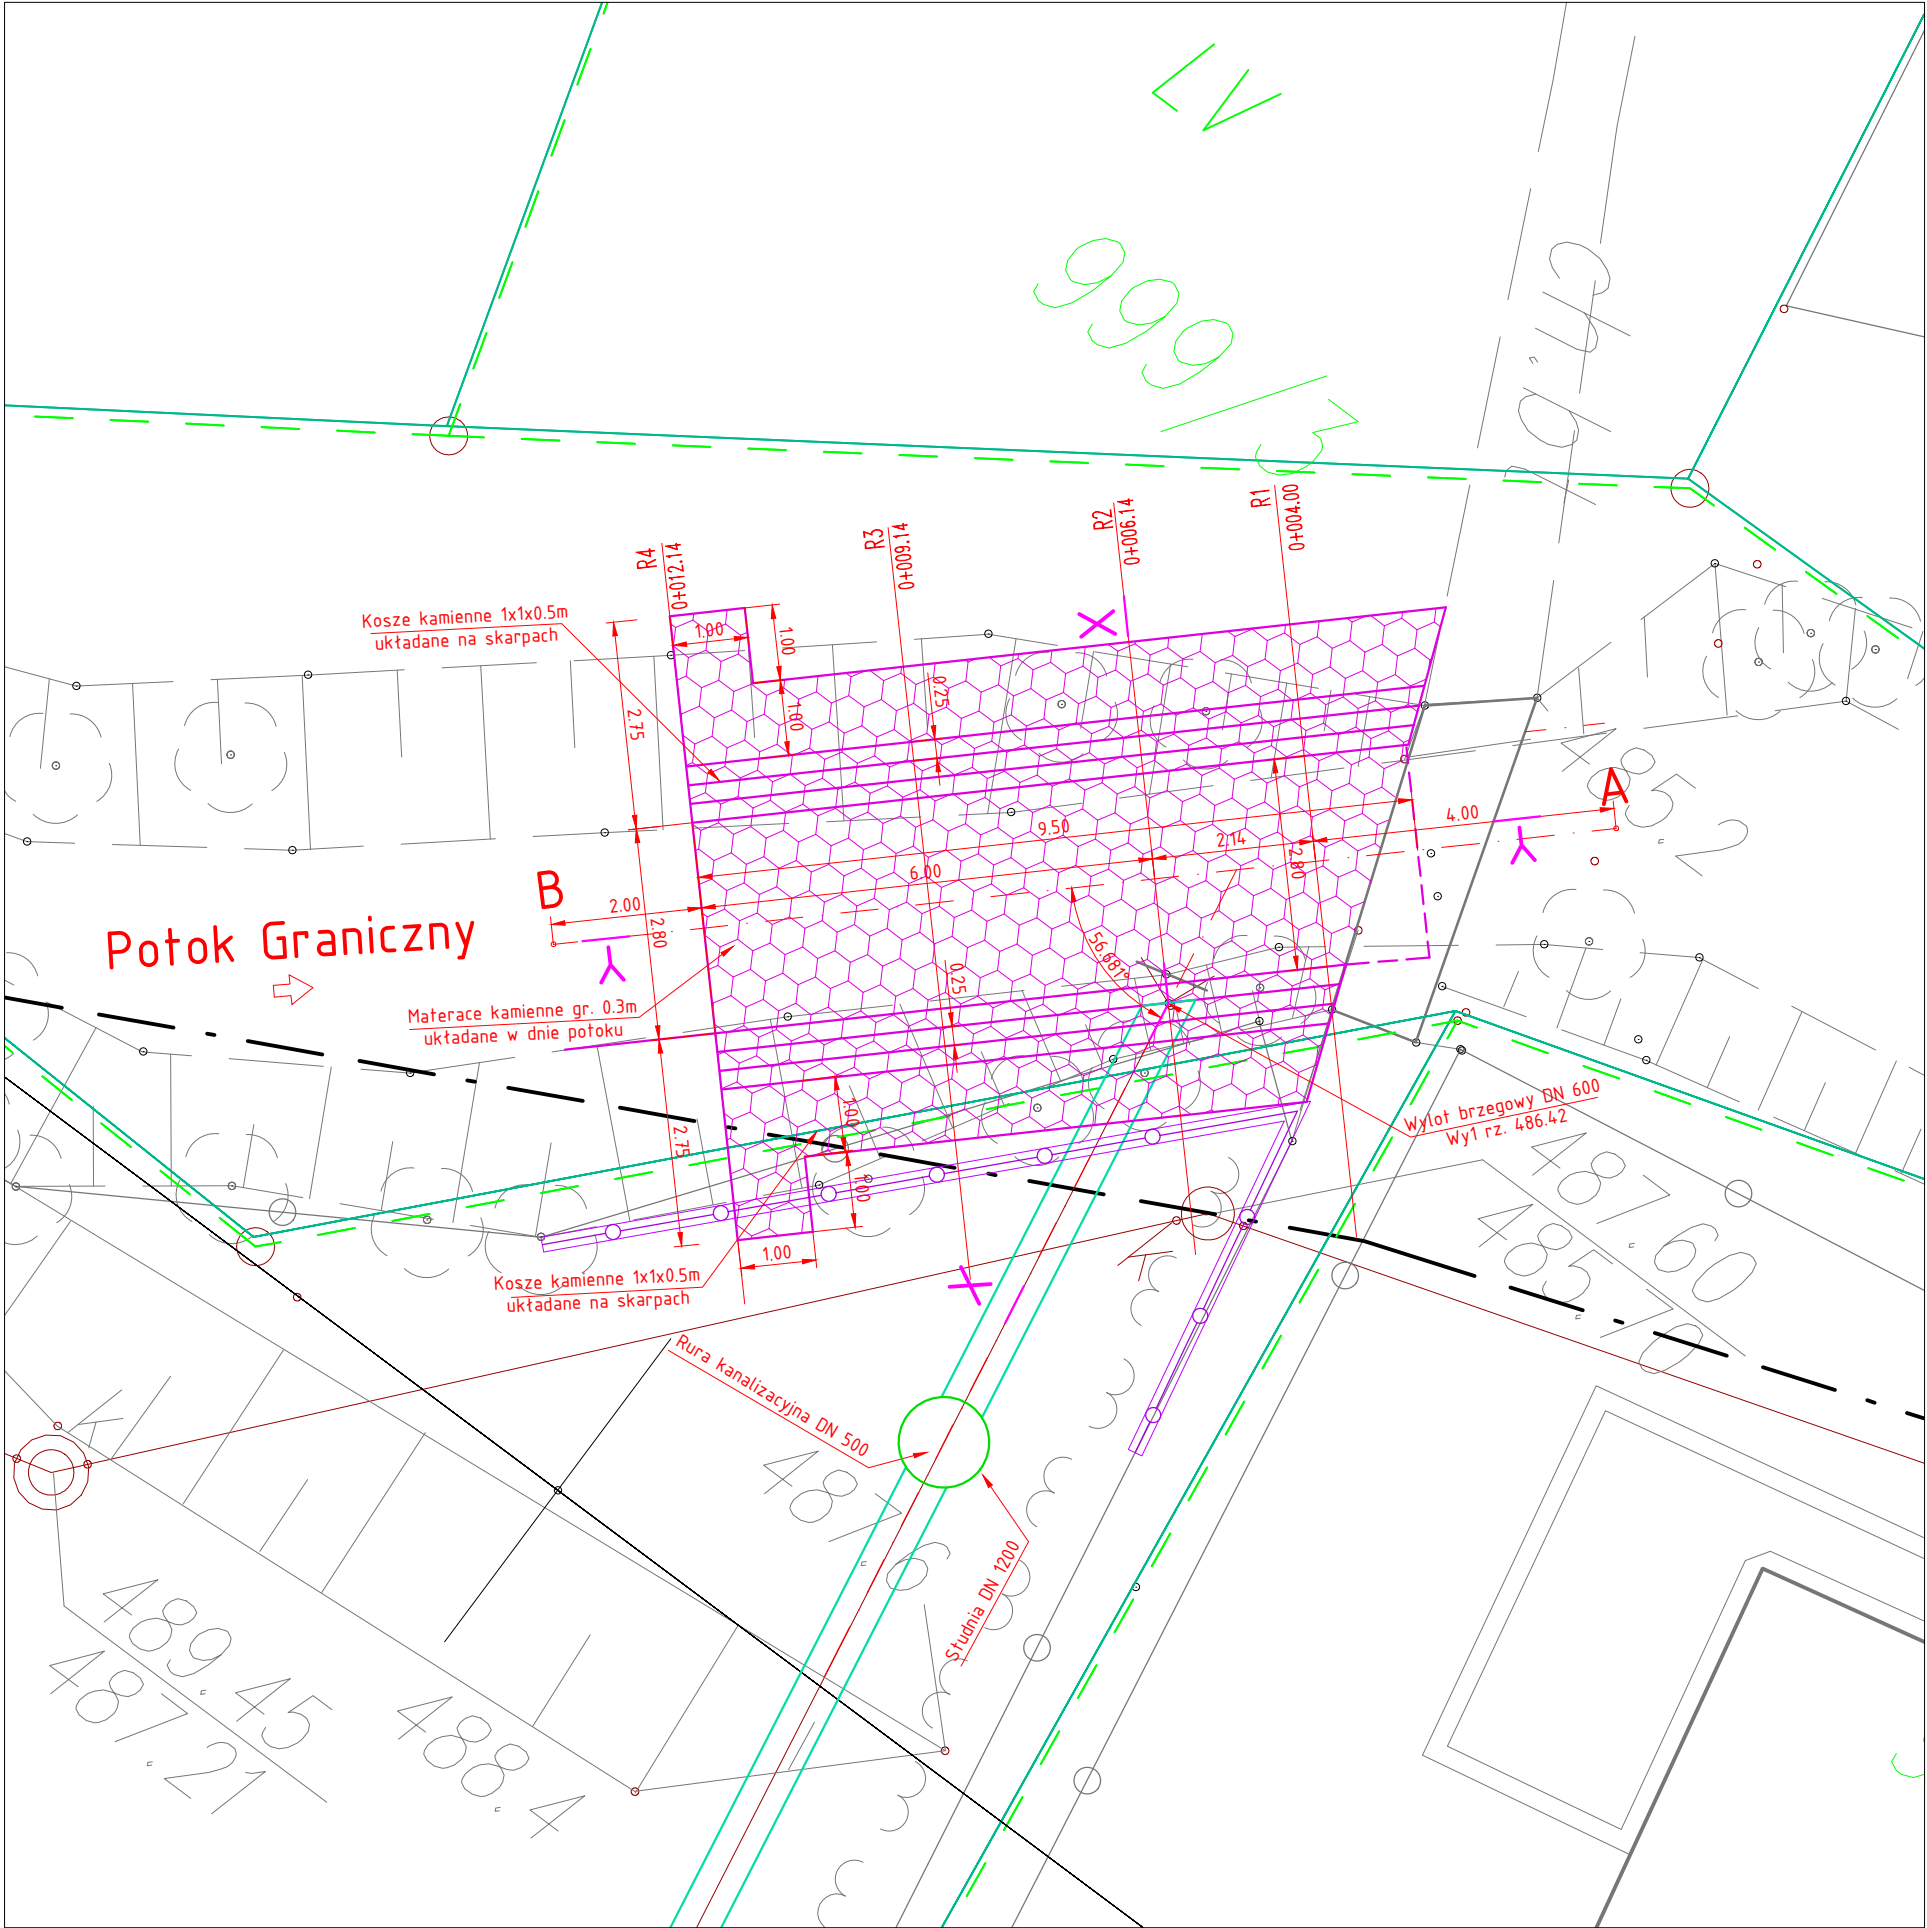 LV
999/3
R4
0+012.14
R3
0+009.14
R2
0+006.14
R1
0+004.00
Kosze kamienne 1x1x0.5m
układane na skarpach
1.00
1.00
1.00
0.25
2.75
X
A
4.00
9.50
2.14
2.80
6.00
B
2.00
2.80
Y
Y
Potok Graniczny
56.681°
0.25
Materace kamienne gr. 0.3m
układane w dnie potoku
Wylot brzegowy DN 600
Wy1 rz. 486.42
1.00
1.00
2.75
1.00
X
Kosze kamienne 1x1x0.5m
układane na skarpach
Rura kanalizacyjna DN 500
Studnia DN 1200
485.2
487.60
483.70
487.6
489.45
487.21
488.4